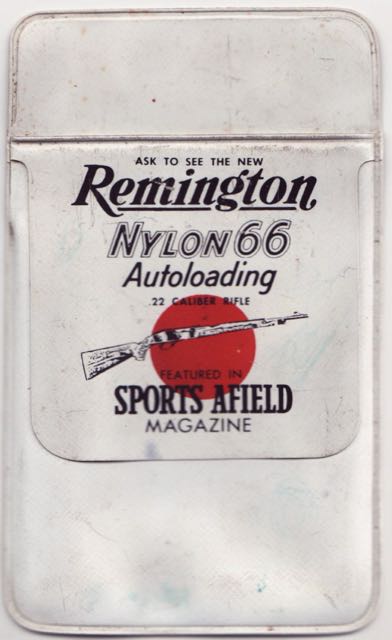 ASK TO SEE THE NEW
Remington
NYLON 66
Autoloading
.22 CALIBER RIFLE
FEATURED IN
SPORTS AFIELD
MAGAZINE